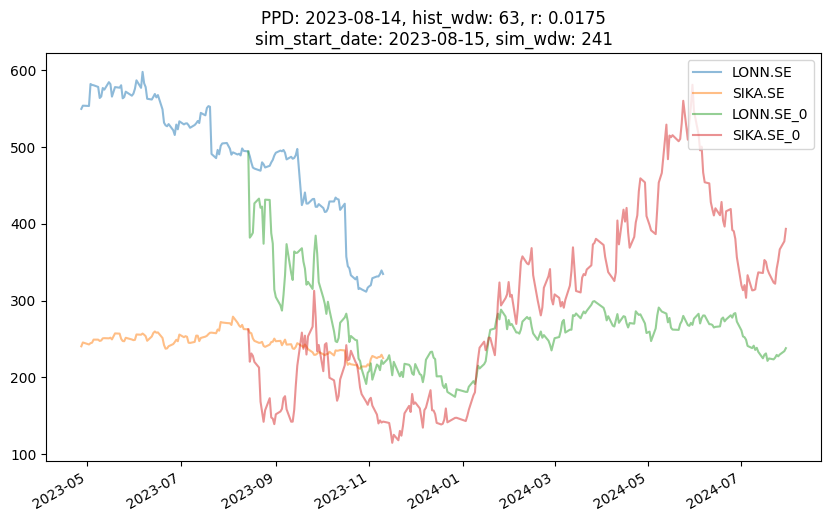 PPD: 2023-08-14, hist_wdw: 63, r: 0.0175
sim_start_date: 2023-08-15, sim_wdw: 241
LONN.SE
SIKA.SE
LONN.SE_0
SIKA.SE_0
600
500
400
300
200
100
2023-05
2023-07
2023-09
2023-11
2024-01
2024-03
2024-05
2024-07